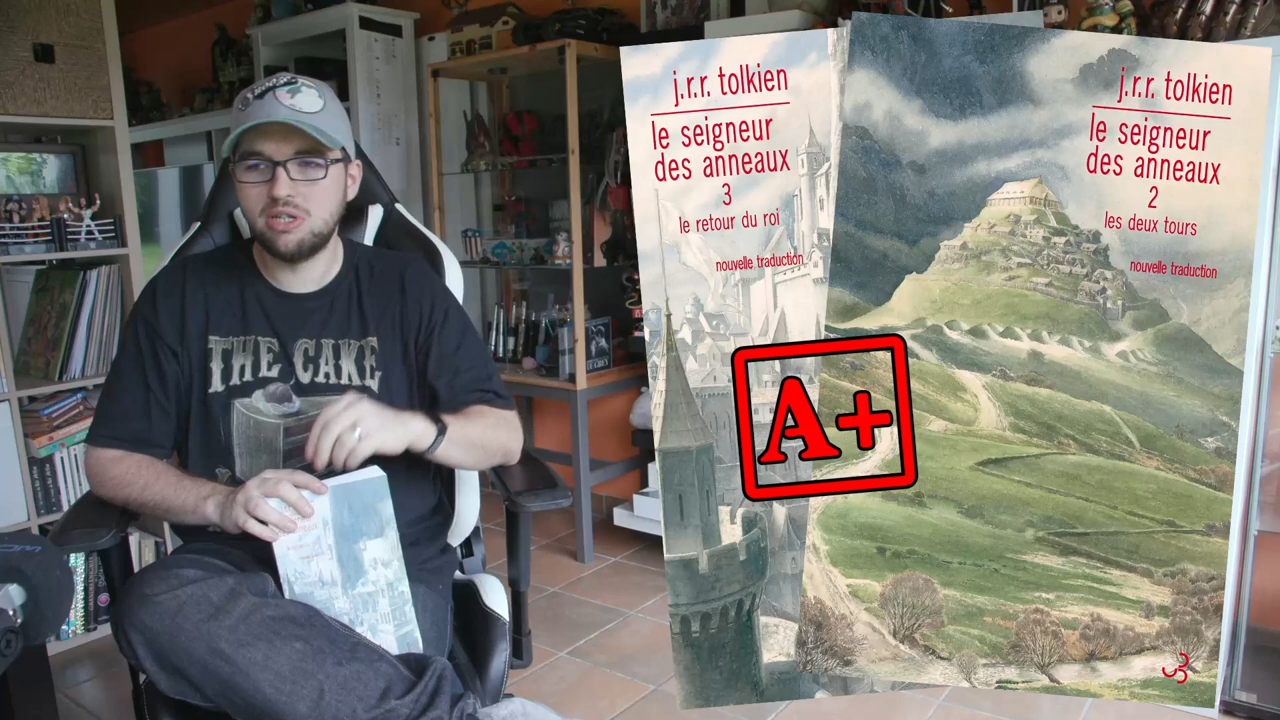 THE CAKE
j.r.r. tolkien
le seigneur
des anneaux
3
le retour du roi
nouvelle traduction
j.r.r. tolkien
le seigneur
des anneaux
2
les deux tours
nouvelle traduction
A+